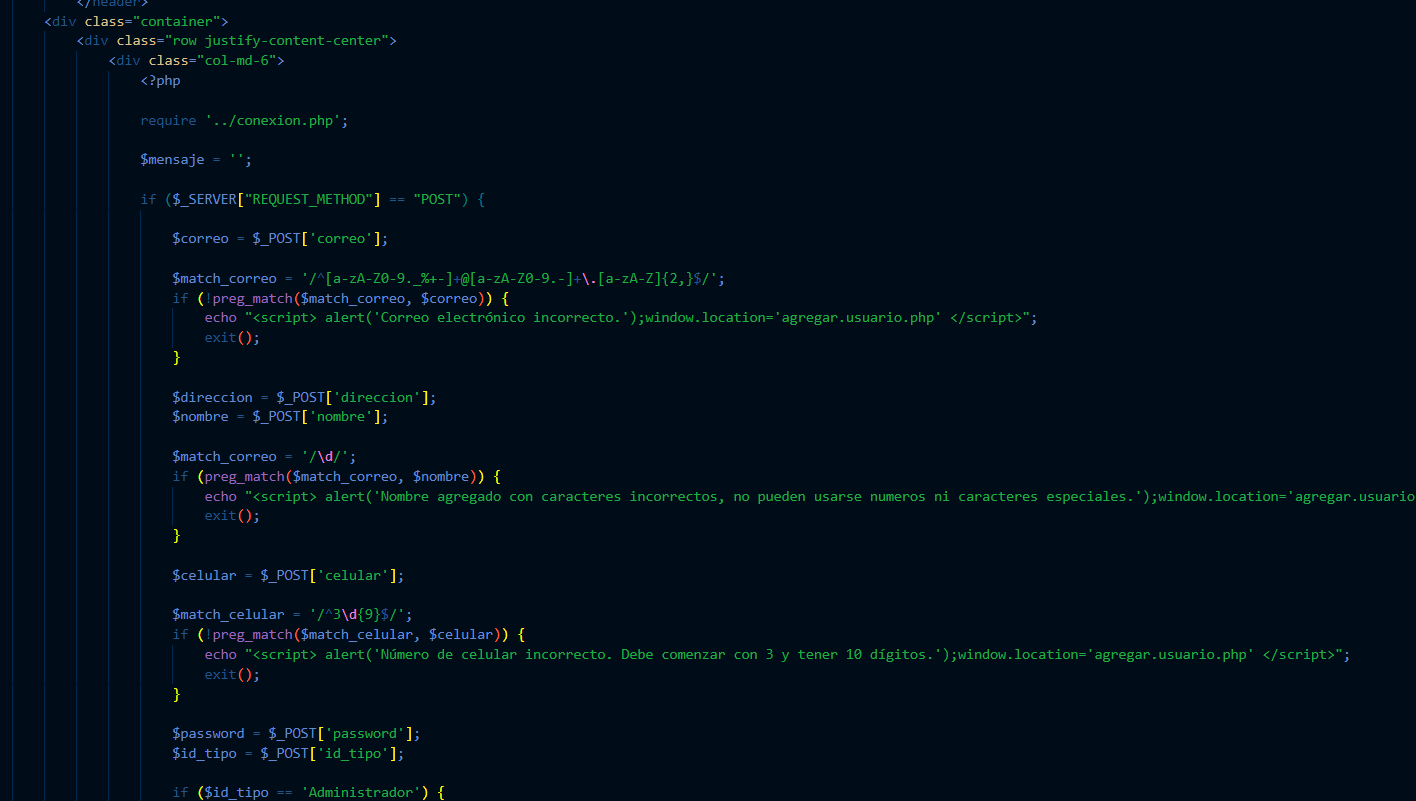 </header>
<div class="container">
<div class="row justify-content-center">
<div class="col-md-6">
<?php
require '../conexion.php';
$mensaje = '';
if ($_SERVER["REQUEST_METHOD"] == "POST") {
$correo = $_POST['correo'];
$match_correo = '/^[a-zA-Z0-9._%+-]+@[a-zA-Z0-9.-]+\.[a-zA-Z]{2,}$/';
if (!preg_match($match_correo, $correo)) {
echo "<script> alert('Correo electrónico incorrecto.');window.location='agregar.usuario.php' </script>";
exit();
}
$direccion = $_POST['direccion'];
$nombre = $_POST['nombre'];
$match_correo = '/\d/';
if (preg_match($match_correo, $nombre)) {
echo "<script> alert('Nombre agregado con caracteres incorrectos, no pueden usarse numeros ni caracteres especiales.');window.location='agregar.usuario
exit();
}
$celular = $_POST['celular'];
$match_celular = '/^3\d{9}$/';
if (!preg_match($match_celular, $celular)) {
echo "<script> alert('Número de celular incorrecto. Debe comenzar con 3 y tener 10 dígitos.');window.location='agregar.usuario.php' </script>";
exit();
}
$password = $_POST['password'];
$id_tipo = $_POST['id_tipo'];
if ($id_tipo == 'Administrador') {